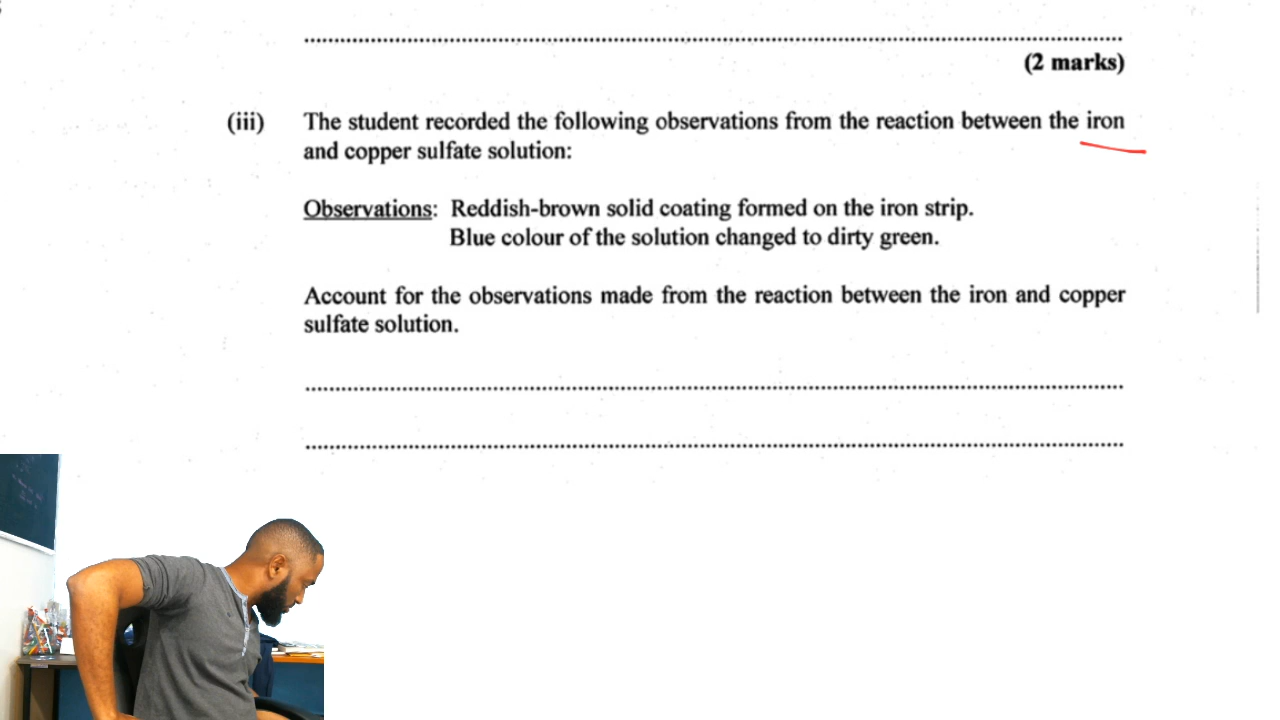 (2 marks)
(iii) The student recorded the following observations from the reaction between the iron
and copper sulfate solution:
Observations: Reddish-brown solid coating formed on the iron strip.
Blue colour of the solution changed to dirty green.
Account for the observations made from the reaction between the iron and copper
sulfate solution.